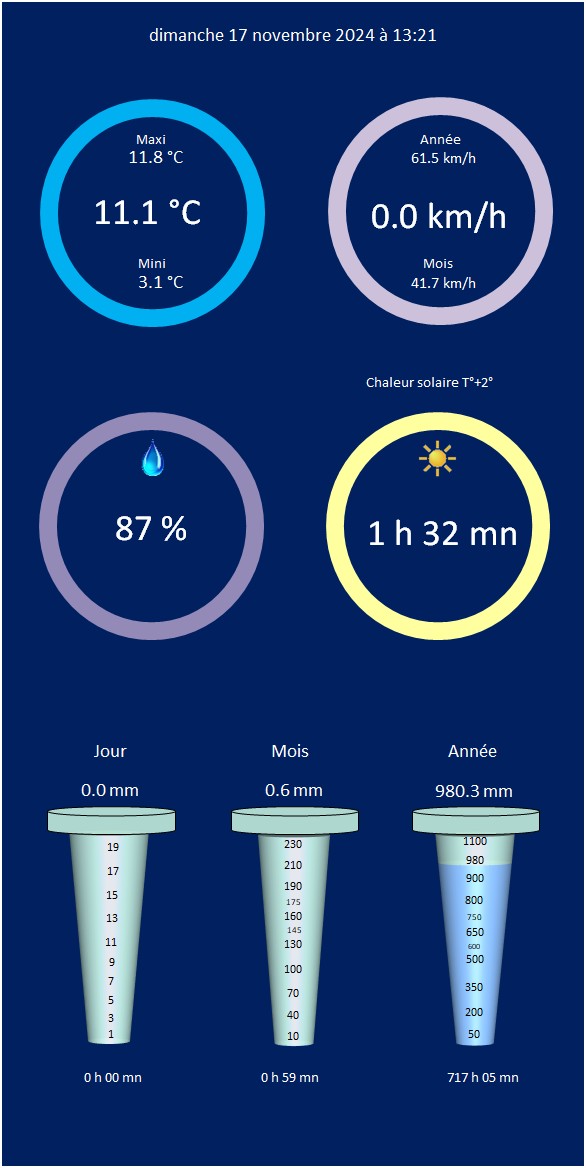 dimanche 17 novembre 2024 à 13:21
Maxi
11.8 °C
11.1 °C
Mini
3.1 °C
Année
61.5 km/h
0.0 km/h
Mois
41.7 km/h
87 %
Chaleur solaire T°+2°
1 h 32 mn
Jour
0.0 mm
19
17
15
13
11
9
7
5
3
1
0 h 00 mn
Mois
0.6 mm
230
210
190
175
160
145
130
100
70
40
10
0 h 59 mn
Année
980.3 mm
1100
980
900
800
750
650
600
500
350
200
50
717 h 05 mn